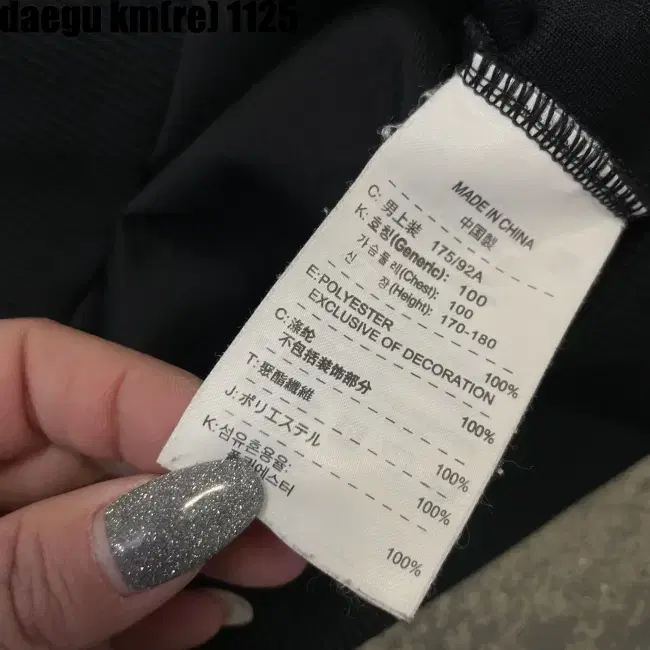 daegu km(re) 1125
MADE IN CHINA
中国製
C: 男上装 175/92A
K: 호칭(Generic): 100
가슴둘레(Chest): 100
신 장(Height): 170-180
E:POLYESTER 100%
EXCLUSIVE OF DECORATION
C:涤纶 100%
不包括装饰部分
T:聚酯纖維 100%
J:ポリエステル 100%
K:섬유혼용율:
폴리에스터 100%